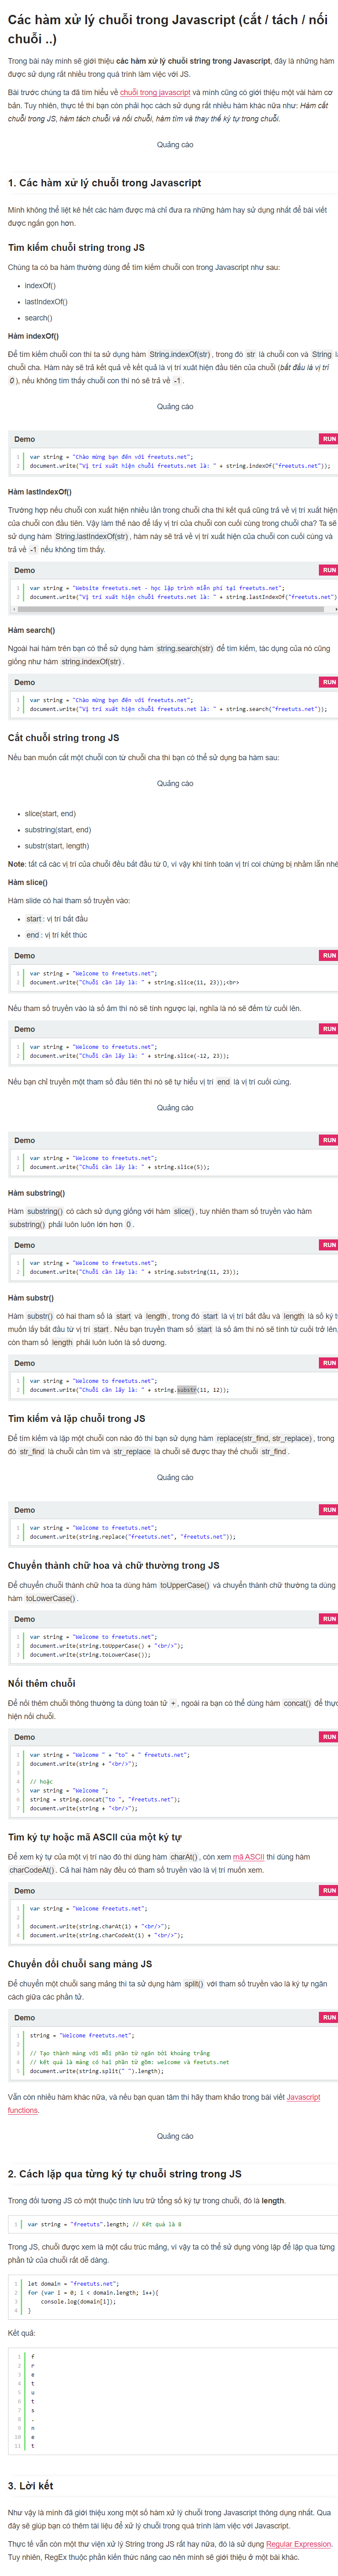 Các hàm xử lý chuỗi trong Javascript (cắt / tách / nối
chuỗi ..)
Trong bài này mình sẽ giới thiệu các hàm xử lý chuỗi string trong Javascript, đây là những hàm
được sử dụng rất nhiều trong quá trình làm việc với JS.
Bài trước chúng ta đã tìm hiểu về chuỗi trong javascript và mình cũng có giới thiệu một vài hàm cơ
bản. Tuy nhiên, thực tế thì bạn còn phải học cách sử dụng rất nhiều hàm khác nữa như: Hàm cắt
chuỗi trong JS, hàm tách chuỗi và nối chuỗi, hàm tìm và thay thế ký tự trong chuỗi.
Quảng cáo
1. Các hàm xử lý chuỗi trong Javascript
Mình không thể liệt kê hết các hàm được mà chỉ đưa ra những hàm hay sử dụng nhất để bài viết
được ngắn gọn hơn.
Tìm kiếm chuỗi string trong JS
Chúng ta có ba hàm thường dùng để tìm kiếm chuỗi con trong Javascript như sau:
• indexOf()
• lastIndexOf()
• search()
Hàm indexOf()
Để tìm kiếm chuỗi con thì ta sử dụng hàm String.indexOf(str), trong đó str là chuỗi con và String là
chuỗi cha. Hàm này sẽ trả kết quả về kết quả là vị trí xuất hiện đầu tiên của chuỗi (bắt đầu là vị trí
0), nếu không tìm thấy chuỗi con thì nó sẽ trả về -1.
Quảng cáo
Demo RUN
1 var string = "Chào mừng bạn đến với freetuts.net";
2 document.write("Vị trí xuất hiện chuỗi freetuts.net là: " + string.indexOf("freetuts.net"));
Hàm lastIndexOf()
Trường hợp nếu chuỗi con xuất hiện nhiều lần trong chuỗi cha thì kết quả cũng trả về vị trí xuất hiện
của chuỗi con đầu tiên. Vậy làm thế nào để lấy vị trí của chuỗi con cuối cùng trong chuỗi cha? Ta sẽ
sử dụng hàm String.lastIndexOf(str), hàm này sẽ trả về vị trí xuất hiện của chuỗi con cuối cùng và
trả về -1 nếu không tìm thấy.
Demo RUN
1 var string = "Website freetuts.net - học lập trình miễn phí tại freetuts.net";
2 document.write("Vị trí xuất hiện chuỗi freetuts.net là: " + string.lastIndexOf("freetuts.net")
Hàm search()
Ngoài hai hàm trên bạn có thể sử dụng hàm string.search(str) để tìm kiếm, tác dụng của nó cũng
giống như hàm string.indexOf(str).
Demo RUN
1 var string = "Chào mừng bạn đến với freetuts.net";
2 document.write("Vị trí xuất hiện chuỗi freetuts.net là: " + string.search("freetuts.net"));
Cắt chuỗi string trong JS
Nếu bạn muốn cắt một chuỗi con từ chuỗi cha thì bạn có thể sử dụng ba hàm sau:
Quảng cáo
• slice(start, end)
• substring(start, end)
• substr(start, length)
Note: tất cả các vị trí của chuỗi đều bắt đầu từ 0, vì vậy khi tính toán vị trí coi chừng bị nhầm lẫn nhé
Hàm slice()
Hàm slice có hai tham số truyền vào:
• start: vị trí bắt đầu
• end: vị trí kết thúc
Demo RUN
1 var string = "Welcome to freetuts.net";
2 document.write("Chuỗi cần lấy là: " + string.slice(11, 23));<br>
Nếu tham số truyền vào là số âm thì nó sẽ tính ngược lại, nghĩa là nó sẽ đếm từ cuối lên.
Demo RUN
1 var string = "Welcome to freetuts.net";
2 document.write("Chuỗi cần lấy là: " + string.slice(-12, 23));
Nếu bạn chỉ truyền một tham số đầu tiên thì nó sẽ tự hiểu vị trí end là vị trí cuối cùng.
Quảng cáo
Demo RUN
1 var string = "Welcome to freetuts.net";
2 document.write("Chuỗi cần lấy là: " + string.slice(5));
Hàm substring()
Hàm substring() có cách sử dụng giống với hàm slice(), tuy nhiên tham số truyền vào hàm
substring() phải luôn luôn lớn hơn 0.
Demo RUN
1 var string = "Welcome to freetuts.net";
2 document.write("Chuỗi cần lấy là: " + string.substring(11, 23));
Hàm substr()
Hàm substr() có hai tham số là start và length, trong đó start là vị trí bắt đầu và length là số ký tự
muốn lấy bắt đầu từ vị trí start. Nếu bạn truyền tham số start là số âm thì nó sẽ tính từ cuối trở lên,
còn tham số length phải luôn luôn là số dương.
Demo RUN
1 var string = "Welcome to freetuts.net";
2 document.write("Chuỗi cần lấy là: " + string.substr(11, 12));
Tìm kiếm và lặp chuỗi trong JS
Để tìm kiếm và lặp một chuỗi con nào đó thì bạn sử dụng hàm replace(str_find, str_replace), trong
đó str_find là chuỗi cần tìm và str_replace là chuỗi sẽ được thay thế chuỗi str_find.
Quảng cáo
Demo RUN
1 var string = "Welcome to freetuts.net";
2 document.write(string.replace("freetuts.net", "freetuts.net"));
Chuyển thành chữ hoa và chữ thường trong JS
Để chuyển chuỗi thành chữ hoa ta dùng hàm toUpperCase() và chuyển thành chữ thường ta dùng
hàm toLowerCase().
Demo RUN
1 var string = "Welcome to freetuts.net";
2 document.write(string.toUpperCase() + "<br/>");
3 document.write(string.toLowerCase());
Nối thêm chuỗi
Để nối thêm chuỗi thông thường ta dùng toán tử +, ngoài ra bạn có thể dùng hàm concat() để thực
hiện nối chuỗi.
Demo RUN
1 var string = "Welcome " + "to" + " freetuts.net";
2 document.write(string + "<br/>");
3
4 // hoặc
5 var string = "Welcome ";
6 string = string.concat("to ", "freetuts.net");
7 document.write(string + "<br/>");
Tìm ký tự hoặc mã ASCII của một ký tự
Để xem ký tự của một vị trí nào đó thì dùng hàm charAt(), còn xem mã ASCII thì dùng hàm
charCodeAt(). Cả hai hàm này đều có tham số truyền vào là vị trí muốn xem.
Demo RUN
1 var string = "Welcome freetuts.net";
2
3 document.write(string.charAt(1) + "<br/>");
4 document.write(string.charCodeAt(1) + "<br/>");
Chuyển đổi chuỗi sang mảng JS
Để chuyển một chuỗi sang mảng thì ta sử dụng hàm split() với tham số truyền vào là ký tự ngăn
cách giữa các phần tử.
Demo RUN
1 string = "Welcome freetuts.net";
2
3 // Tạo thành mảng với mỗi phần tử ngăn bởi khoảng trắng
4 // kết quả là mảng có hai phần tử gồm: welcome và feetuts.net
5 document.write(string.split(" ").length);
Vẫn còn nhiều hàm khác nữa, và nếu bạn quan tâm thì hãy tham khảo trong bài viết Javascript
functions.
Quảng cáo
2. Cách lặp qua từng ký tự chuỗi string trong JS
Trong đối tượng JS có một thuộc tính lưu trữ tổng số ký tự trong chuỗi, đó là length.
1 var string = "freetuts".length; // Kết quả là 8
Trong JS, chuỗi được xem là một cấu trúc mảng, vì vậy ta có thể sử dụng vòng lặp để lặp qua từng
phần tử của chuỗi rất dễ dàng.
1 let domain = "freetuts.net";
2 for (var i = 0; i < domain.length; i++){
3 console.log(domain[i]);
4 }
Kết quả:
1 f
2 r
3 e
4 t
5 u
6 t
7 s
8 .
9 n
10 e
11 t
3. Lời kết
Như vậy là mình đã giới thiệu xong một số hàm xử lý chuỗi trong Javascript thông dụng nhất. Qua
đây sẽ giúp bạn có thêm tài liệu để xử lý chuỗi trong quá trình làm việc với Javascript.
Thực tế vẫn còn một thư viện xử lý String trong JS rất hay nữa, đó là sử dụng Regular Expression.
Tuy nhiên, RegEx thuộc phần kiến thức nâng cao nên mình sẽ giới thiệu ở một bài khác.